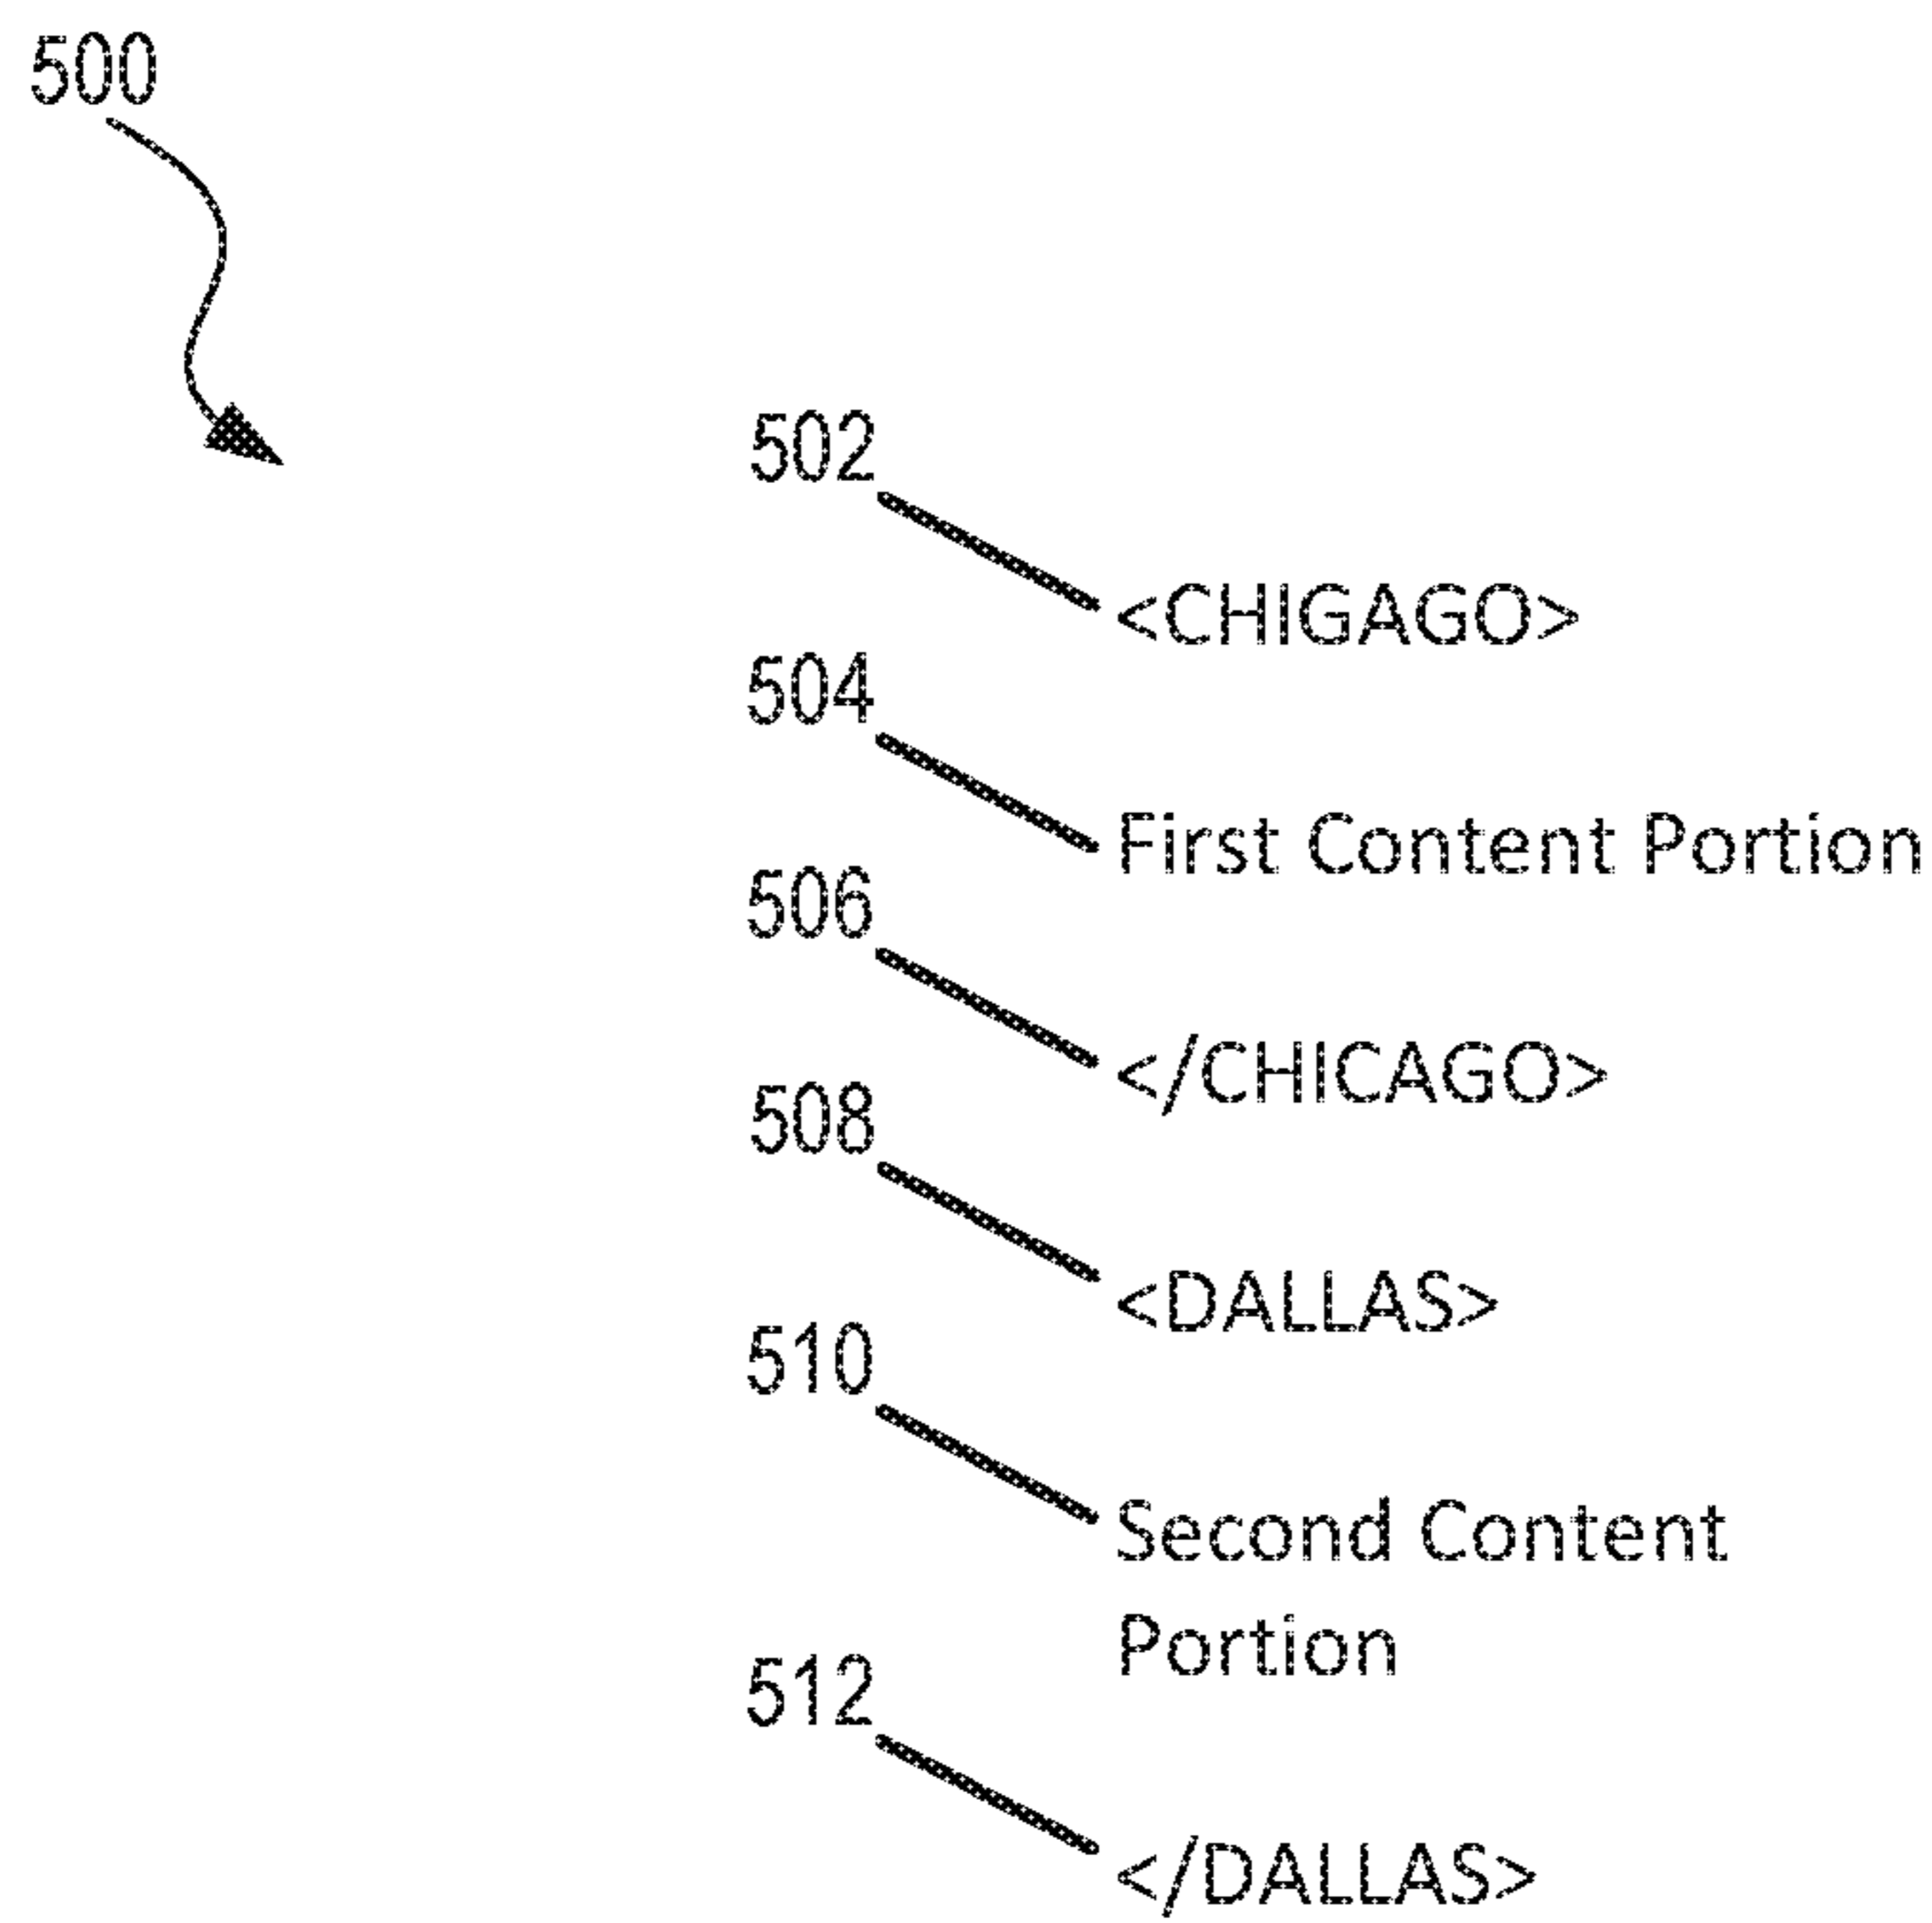 500
502
<CHIGAGO>
504
First Content Portion
506
</CHICAGO>
508
<DALLAS>
510
Second Content
Portion
512
</DALLAS>